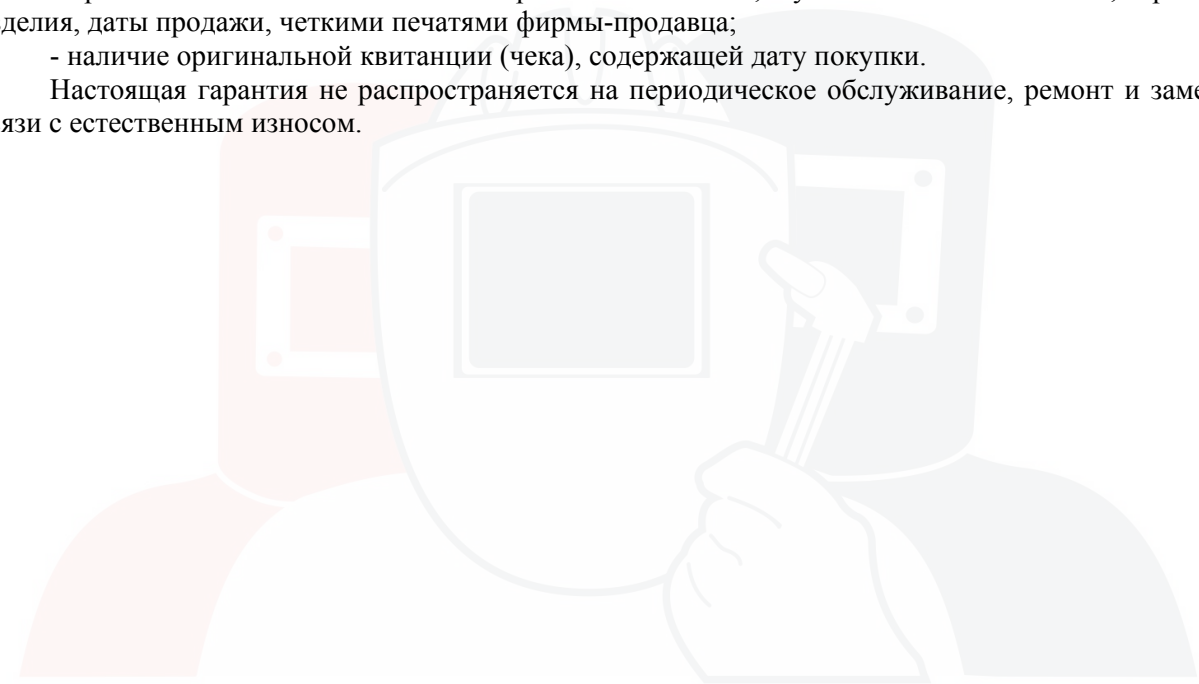 зделия, даты продажи, четкими печатями фирмы-продавца;
- наличие оригинальной квитанции (чека), содержащей дату покупки.
Настоящая гарантия не распространяется на периодическое обслуживание, ремонт и заме
язи с естественным износом.